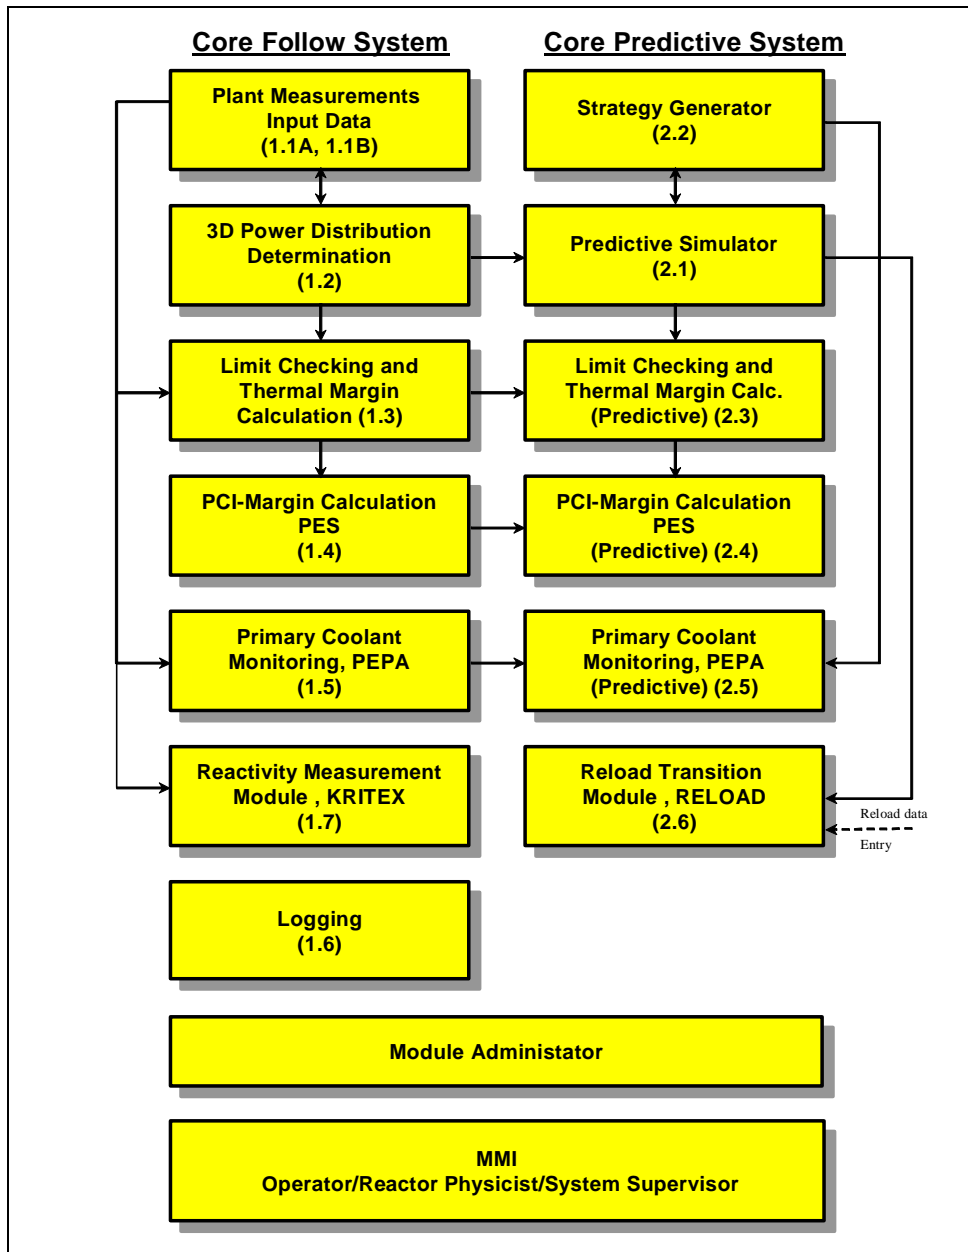 Core Follow System
Core Predictive System
Plant Measurements
Input Data
(1.1A, 1.1B)
Strategy Generator
(2.2)
3D Power Distribution
Determination
(1.2)
Predictive Simulator
(2.1)
Limit Checking and
Thermal Margin
Calculation (1.3)
Limit Checking and
Thermal Margin Calc.
(Predictive) (2.3)
PCI-Margin Calculation
PES
(1.4)
PCI-Margin Calculation
PES
(Predictive) (2.4)
Primary Coolant
Monitoring, PEPA
(1.5)
Primary Coolant
Monitoring, PEPA
(Predictive) (2.5)
Reactivity Measurement
Module , KRITEX
(1.7)
Reload Transition
Module , RELOAD
(2.6)
Reload data
Entry
Logging
(1.6)
Module Administator
MMI
Operator/Reactor Physicist/System Supervisor